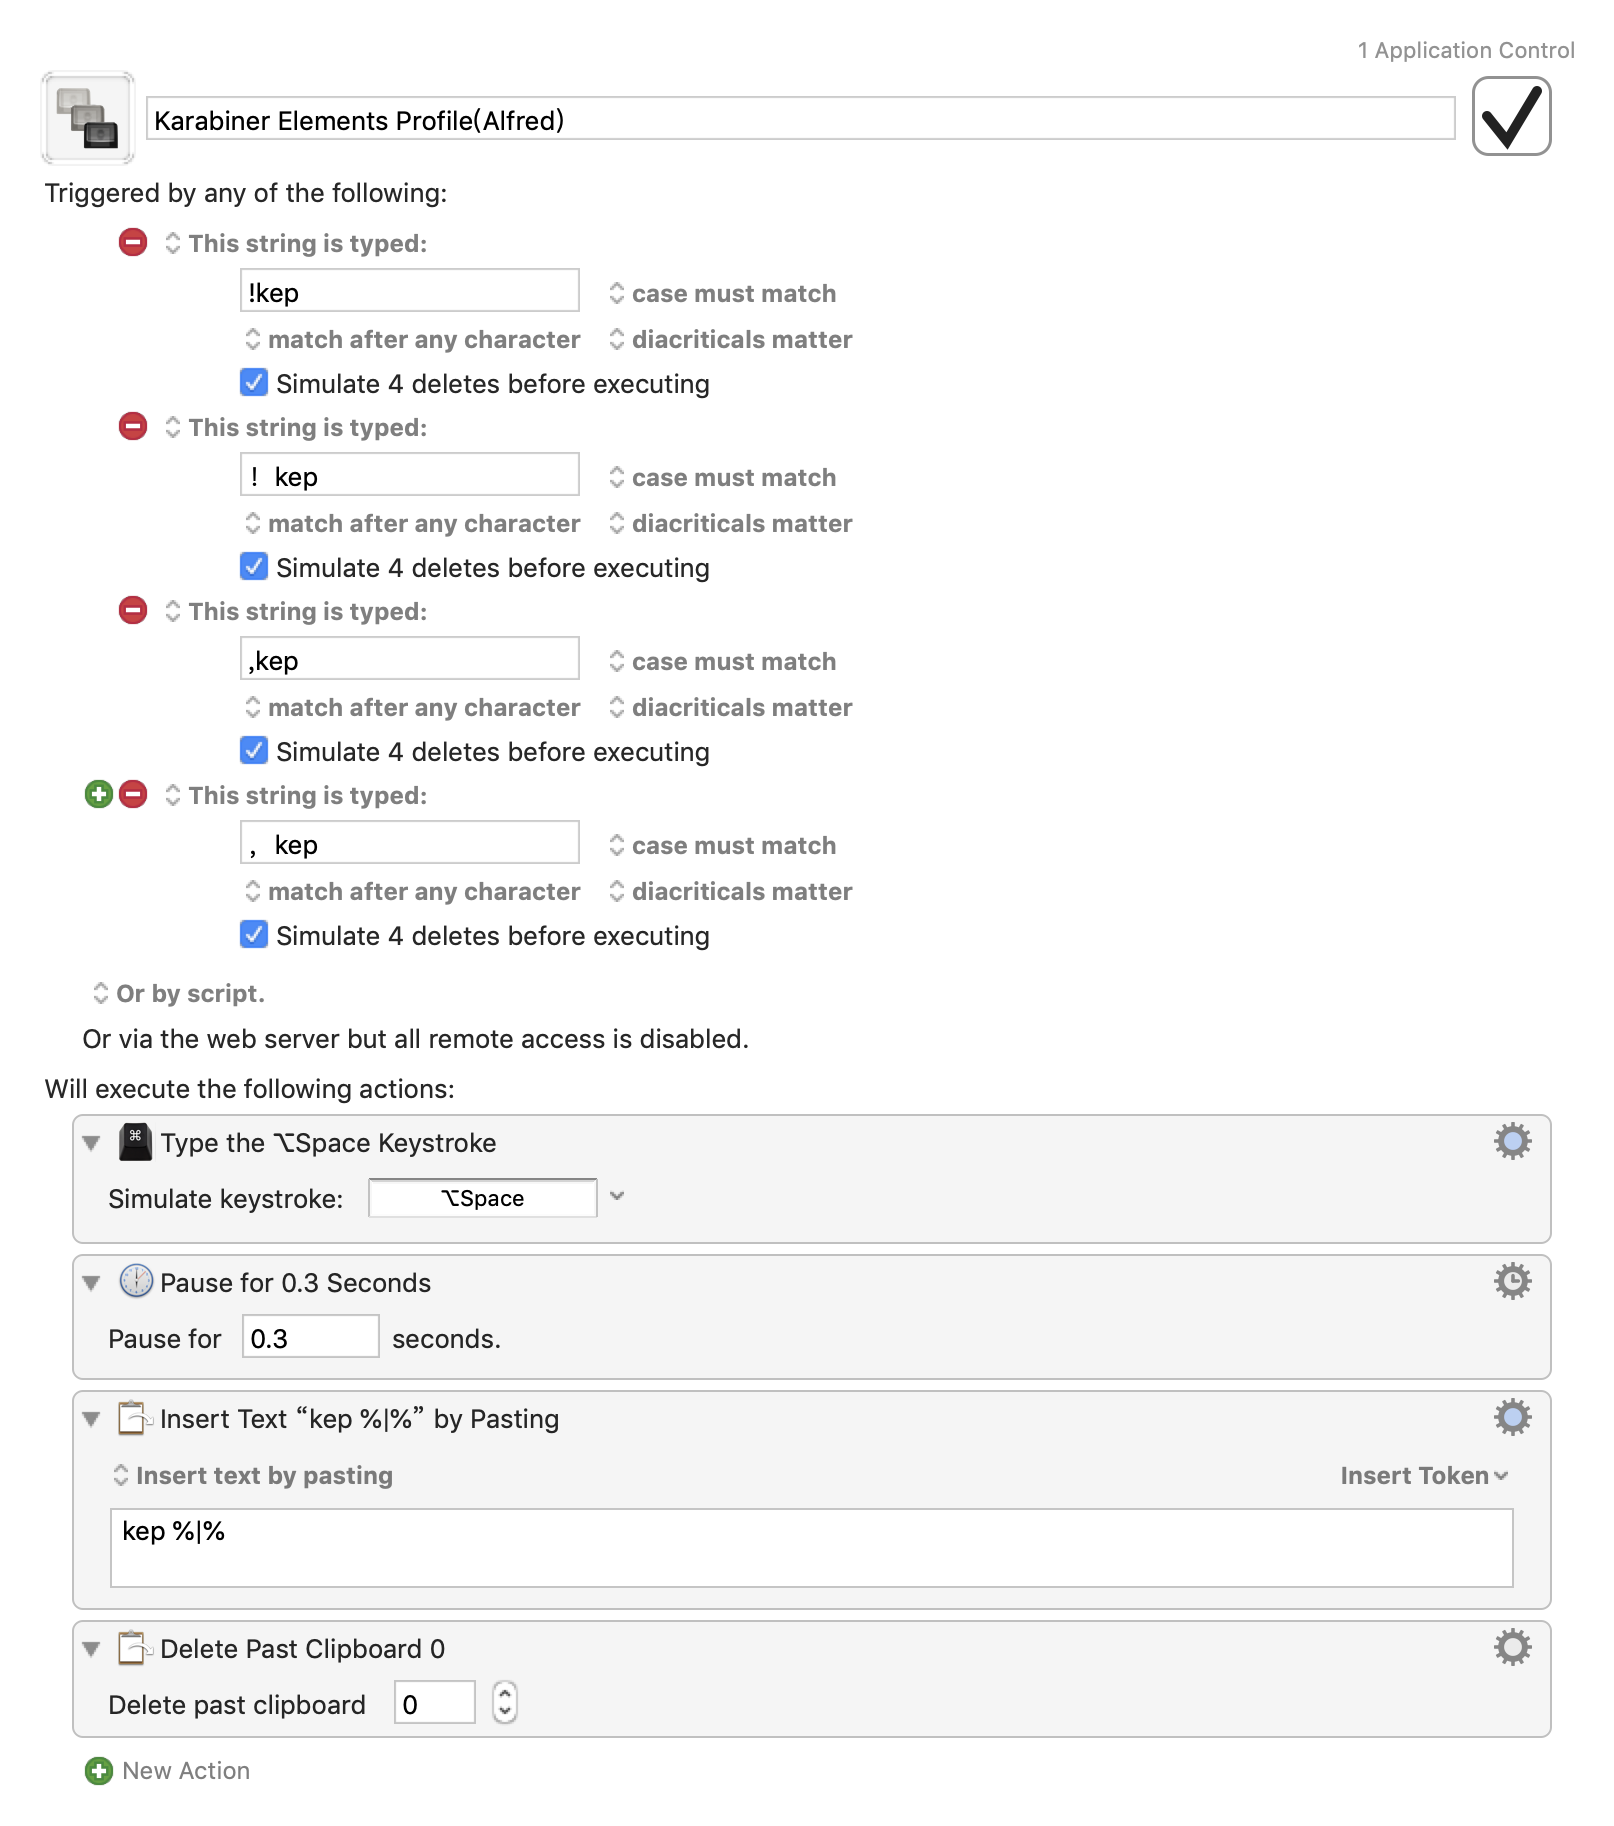 1 Application Control
Karabiner Elements Profile(Alfred)
Triggered by any of the following:
This string is typed:
!kep case must match
match after any character diacriticals matter
Simulate 4 deletes before executing
This string is typed:
！kep case must match
match after any character diacriticals matter
Simulate 4 deletes before executing
This string is typed:
,kep case must match
match after any character diacriticals matter
Simulate 4 deletes before executing
This string is typed:
，kep case must match
match after any character diacriticals matter
Simulate 4 deletes before executing
Or by script.
Or via the web server but all remote access is disabled.
Will execute the following actions:
⌘ Type the ⌥Space Keystroke
Simulate keystroke: ⌥Space
Pause for 0.3 Seconds
Pause for 0.3 seconds.
Insert Text “kep %|%” by Pasting
Insert text by pasting Insert Token
kep %|%
Delete Past Clipboard 0
Delete past clipboard 0
New Action